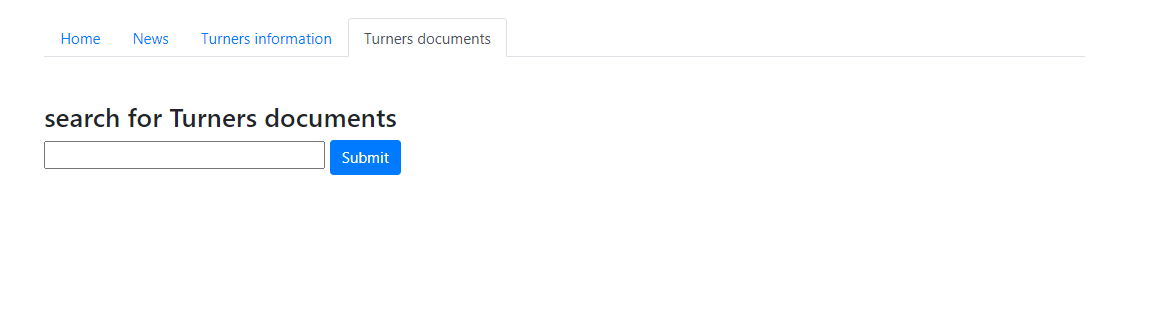 Home News Turners information Turners documents
search for Turners documents
Submit